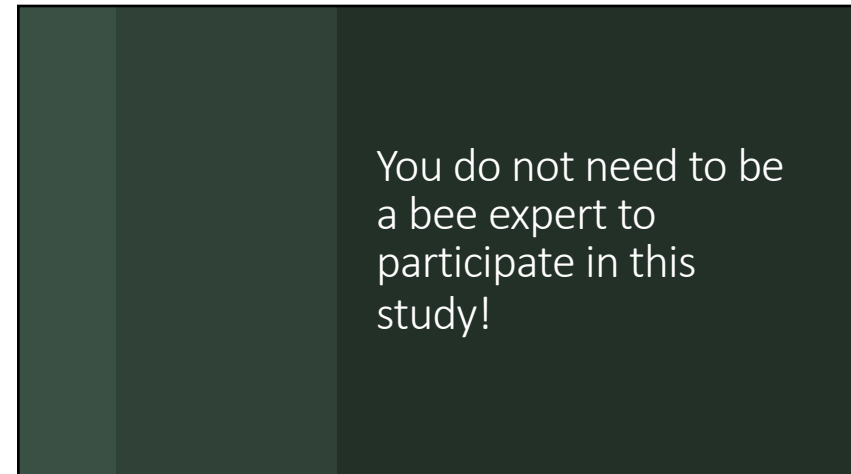 You do not need to be
a bee expert to
participate in this
study!